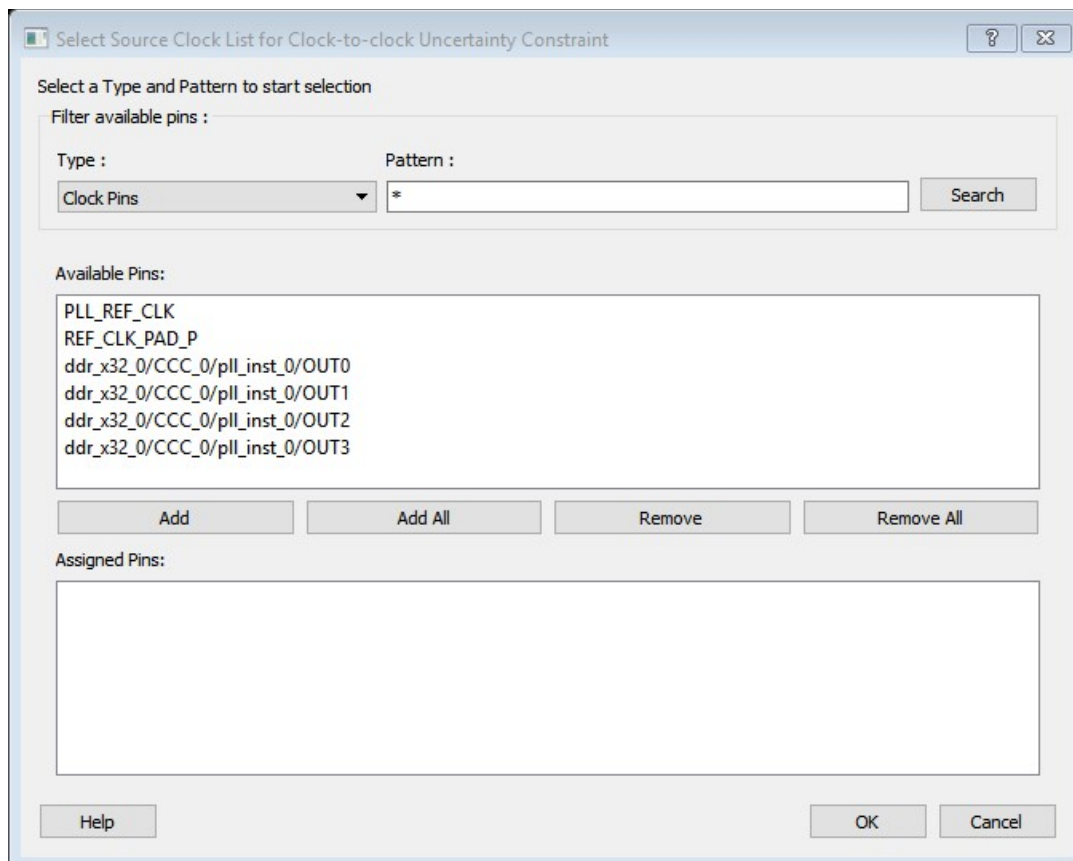 Select Source Clock List for Clock-to-clock Uncertainty Constraint
Select a Type and Pattern to start selection
Filter available pins :
Type : Pattern :
Clock Pins * Search
Available Pins:
PLL_REF_CLK
REF_CLK_PAD_P
ddr_x32_0/CCC_0/pll_inst_0/OUT0
ddr_x32_0/CCC_0/pll_inst_0/OUT1
ddr_x32_0/CCC_0/pll_inst_0/OUT2
ddr_x32_0/CCC_0/pll_inst_0/OUT3
Add Add All Remove Remove All
Assigned Pins:
Help OK Cancel